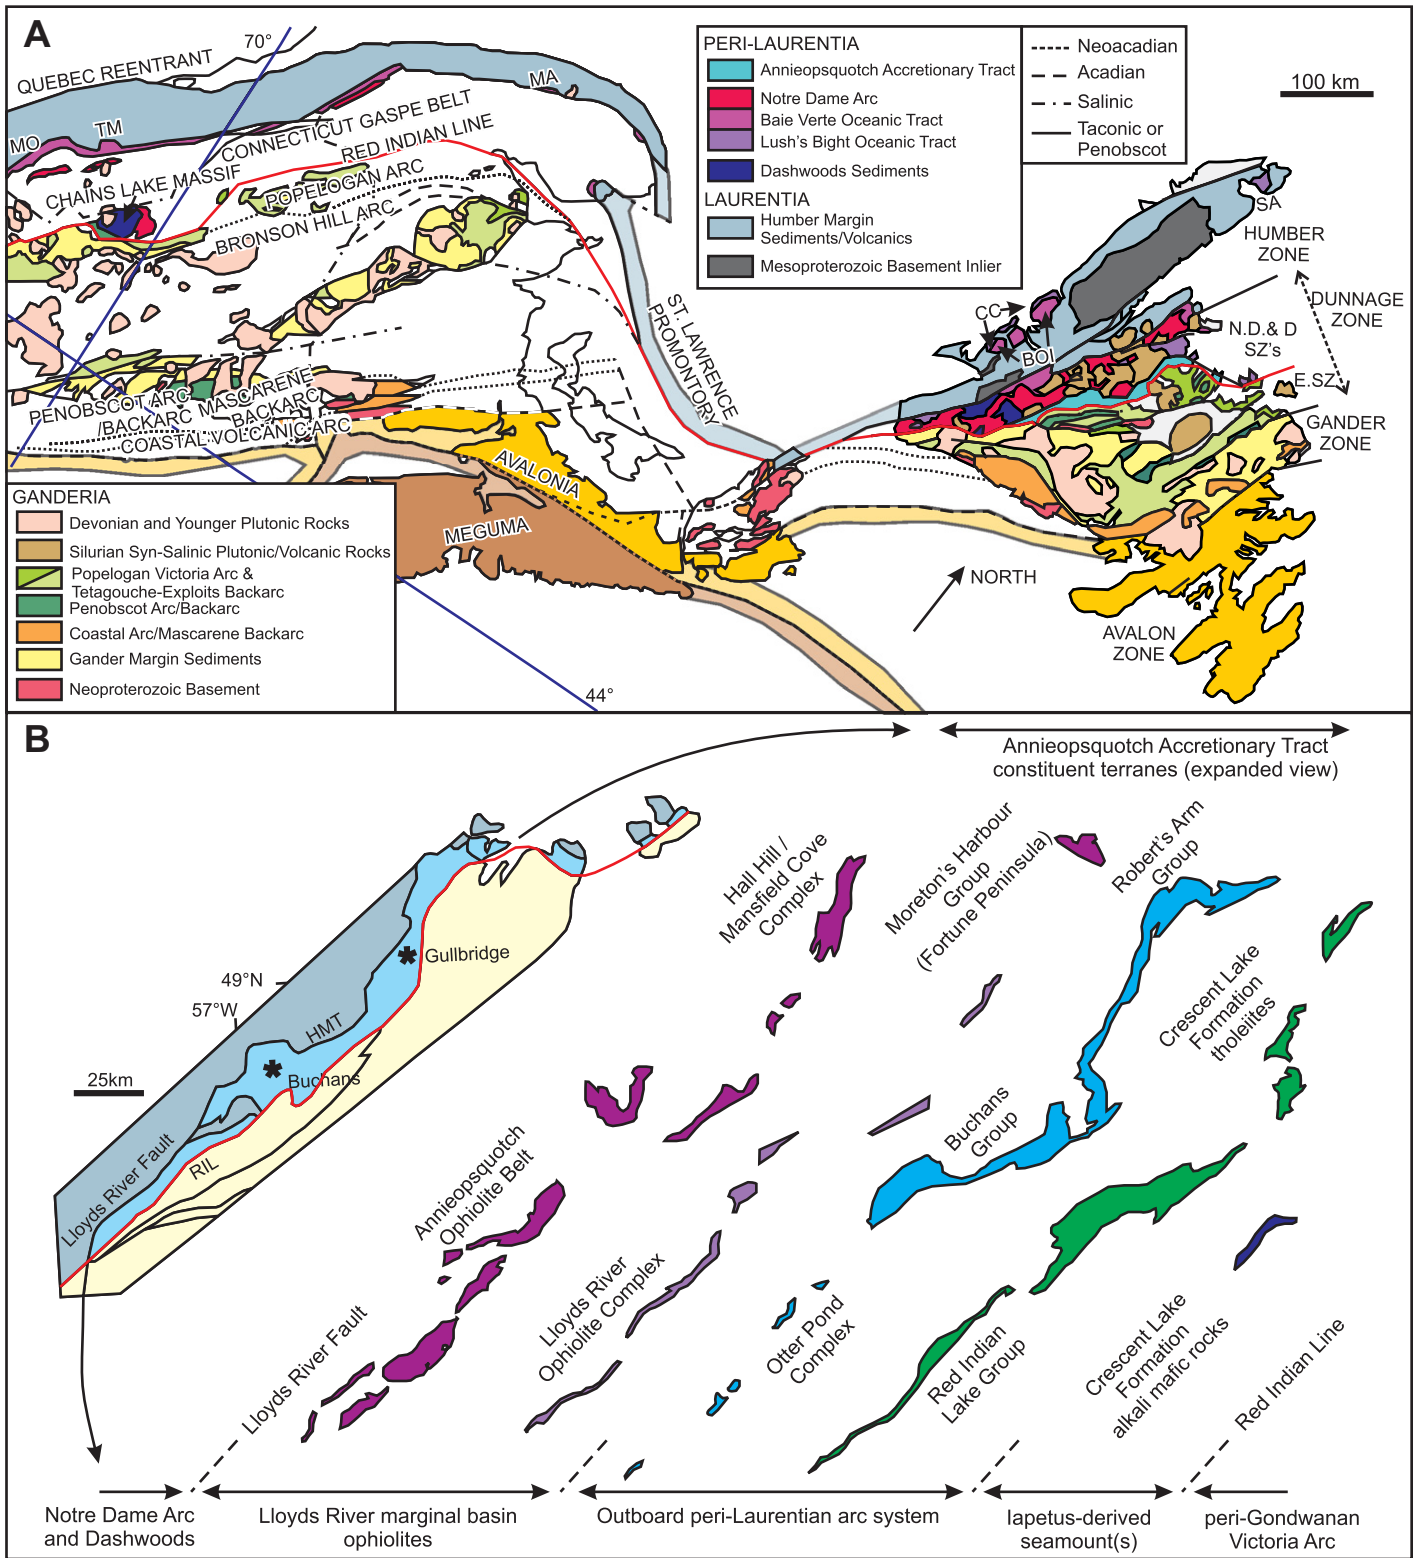 A
70°
QUEBEC REENTRANT
MA
MO
TM
CONNECTICUT GASPE BELT
RED INDIAN LINE
CHAINS LAKE MASSIF
POPELOGAN ARC
BRONSON HILL ARC
ST. LAWRENCE
PROMONTORY
PENOBSCOT ARC
/BACKARC
MASCARENE
BACKARC
COASTAL VOLCANIC ARC
AVALONIA
MEGUMA
44°
PERI-LAURENTIA
Annieopsquotch Accretionary Tract
Notre Dame Arc
Baie Verte Oceanic Tract
Lush's Bight Oceanic Tract
Dashwoods Sediments
LAURENTIA
Humber Margin
Sediments/Volcanics
Mesoproterozoic Basement Inlier
Neoacadian
Acadian
Salinic
Taconic or
Penobscot
100 km
SA
HUMBER
ZONE
DUNNAGE
ZONE
CC
BOI
N.D.& D
SZ's
E.SZ
GANDER
ZONE
NORTH
AVALON
ZONE
GANDERIA
Devonian and Younger Plutonic Rocks
Silurian Syn-Salinic Plutonic/Volcanic Rocks
Popelogan Victoria Arc &
Tetagouche-Exploits Backarc
Penobscot Arc/Backarc
Coastal Arc/Mascarene Backarc
Gander Margin Sediments
Neoproterozoic Basement
B
Annieopsquotch Accretionary Tract
constituent terranes (expanded view)
49°N
57°W
25km
Gullbridge
HMT
Buchans
Lloyds River Fault
RIL
Hall Hill /
Mansfield Cove
Complex
Moreton's Harbour
Group
(Fortune Peninsula)
Robert's Arm
Group
Crescent Lake
Formation
tholeiites
Buchans
Group
Annieopsquotch
Ophiolite Belt
Lloyds River
Ophiolite Complex
Otter Pond
Complex
Lloyds River Fault
Red Indian
Lake Group
Crescent Lake
Formation
alkali mafic rocks
Red Indian Line
Notre Dame Arc
and Dashwoods
Lloyds River marginal basin
ophiolites
Outboard peri-Laurentian arc system
Iapetus-derived
seamount(s)
peri-Gondwanan
Victoria Arc